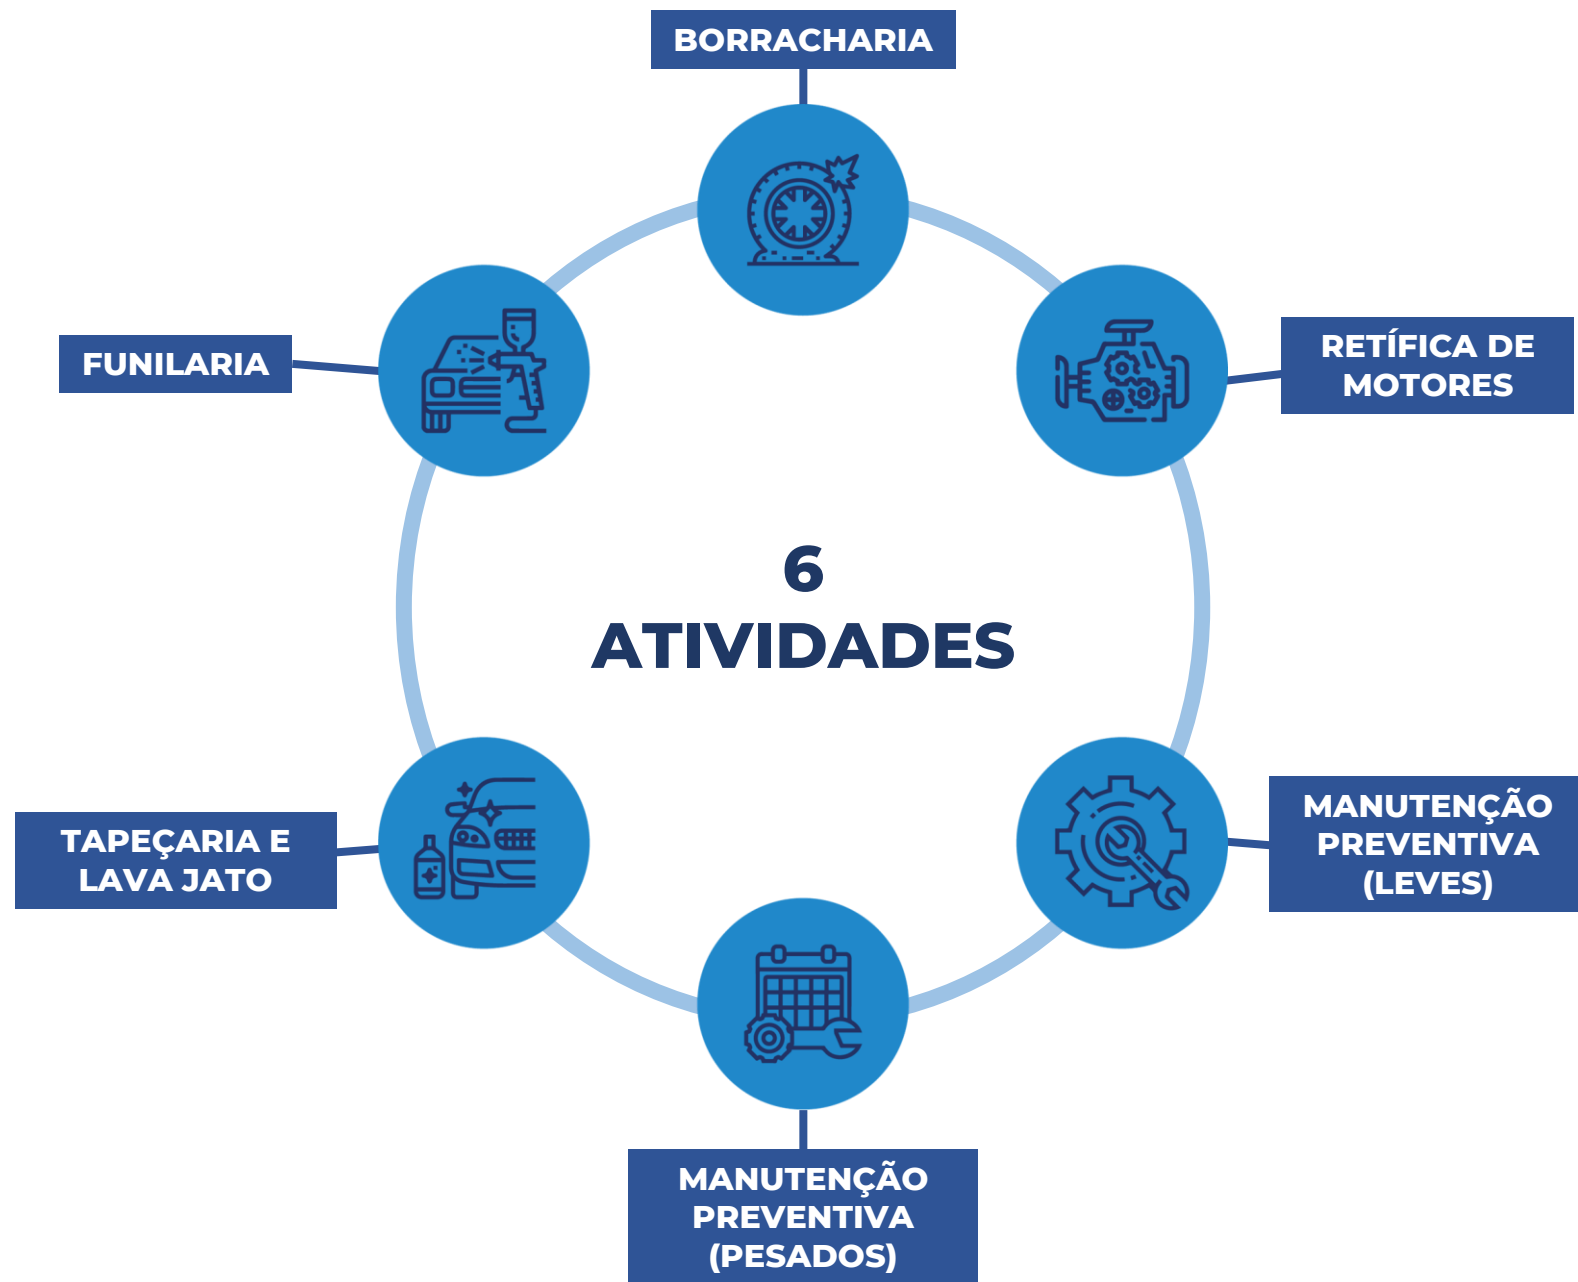 BORRACHARIA
FUNILARIA
RETÍFICA DE
MOTORES
6
ATIVIDADES
TAPEÇARIA E
LAVA JATO
MANUTENÇÃO
PREVENTIVA
(LEVES)
MANUTENÇÃO
PREVENTIVA
(PESADOS)